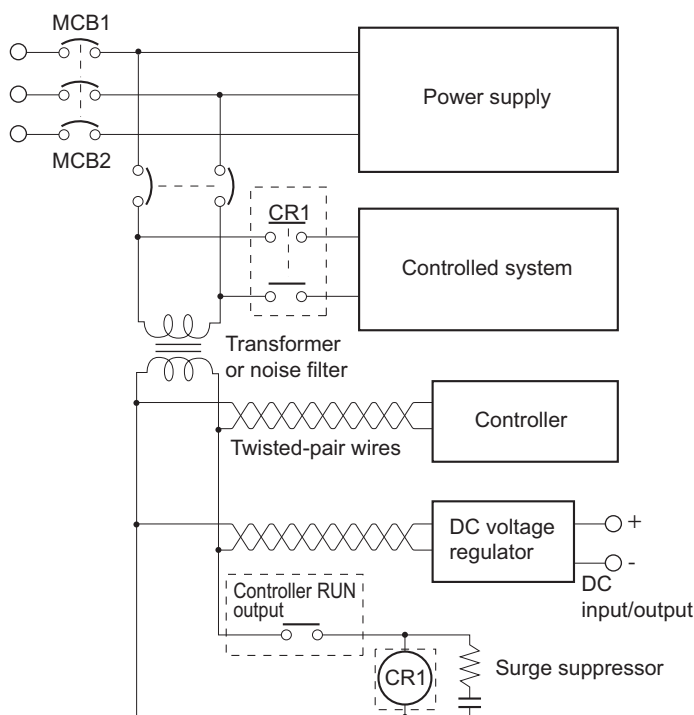 MCB1
Power supply
MCB2
CR1
Controlled system
Transformer
or noise filter
Controller
Twisted-pair wires
DC voltage
regulator
+
-
DC
input/output
Controller RUN
output
CR1
Surge suppressor